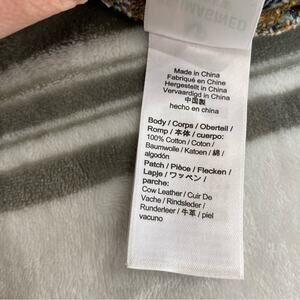 Made in China
Fabriqué en Chine
Hergestellt in China
Vervaardigd in China
中国製
hecho en china
Body / Corps / Oberteil /
Romp / 本体 / cuerpo:
100% Cotton / Coton /
Baumwolle / Katoen / 綿 /
algodón
Patch / Pièce / Flecken /
Lapje / ワッペン /
parche:
Cow Leather / Cuir De
Vache / Rindsleder /
Runderleer / 牛革 / piel
vacuno